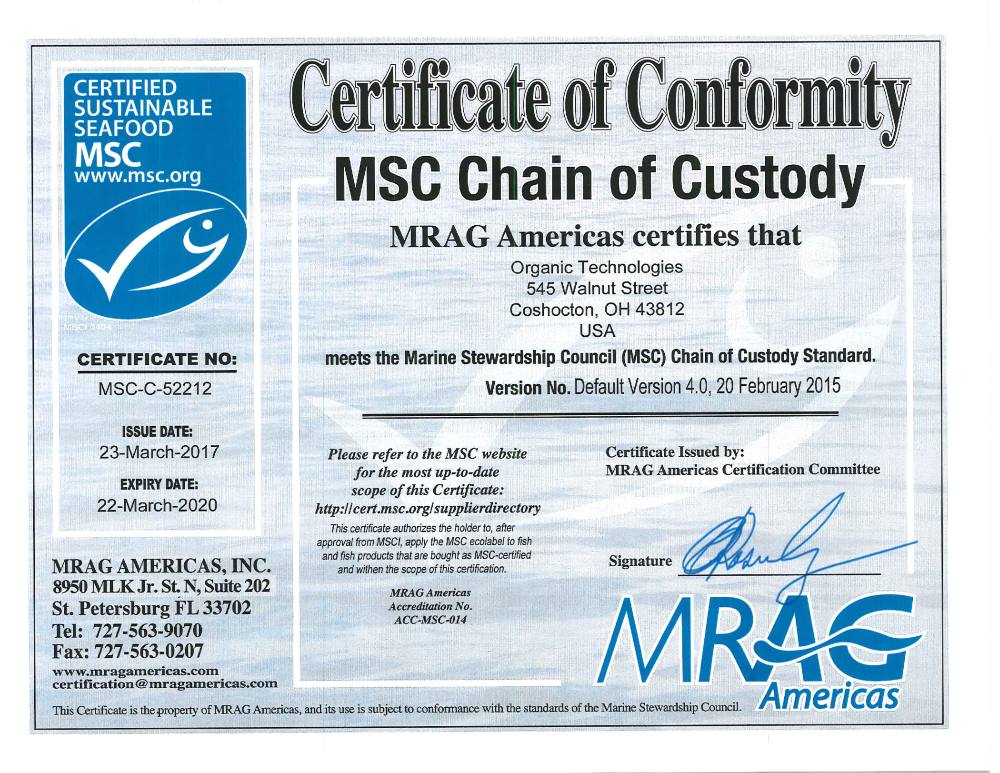 CERTIFIED
SUSTAINABLE
SEAFOOD
MSC
www.msc.org
Certificate of Conformity
MSC Chain of Custody
MRAG Americas certifies that
Organic Technologies
545 Walnut Street
Coshocton, OH 43812
USA
meets the Marine Stewardship Council (MSC) Chain of Custody Standard.
Version No. Default Version 4.0, 20 February 2015
CERTIFICATE NO:
MSC-C-52212
ISSUE DATE:
23-March-2017
EXPIRY DATE:
22-March-2020
MRAG AMERICAS, INC.
8950 MLK Jr. St. N, Suite 202
St. Petersburg FL 33702
Tel: 727-563-9070
Fax: 727-563-0207
www.mragamericas.com
certification@mragamericas.com
Please refer to the MSC website
for the most up-to-date
scope of this Certificate:
http://cert.msc.org/supplierdirectory
This certificate authorizes the holder to, after
approval from MSCI, apply the MSC ecolabel to fish
and fish products that are bought as MSC-certified
and withen the scope of this certification.
MRAG Americas
Accreditation No.
ACC-MSC-014
Certificate Issued by:
MRAG Americas Certification Committee
Signature
MRAG
Americas
This Certificate is the property of MRAG Americas, and its use is subject to conformance with the standards of the Marine Stewardship Council.